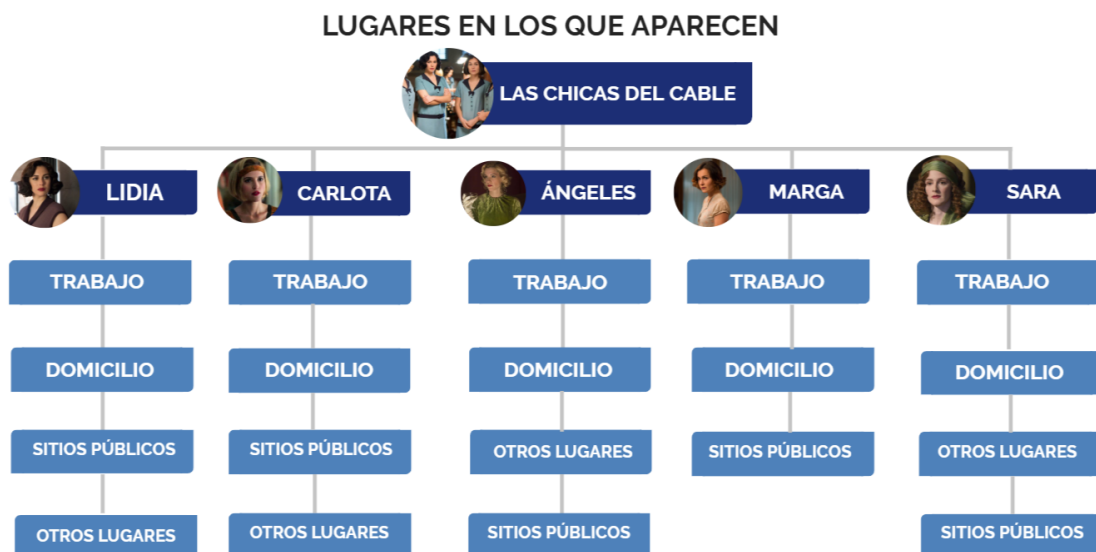 LUGARES EN LOS QUE APARECEN
LAS CHICAS DEL CABLE
LIDIA
CARLOTA
ÁNGELES
MARGA
SARA
TRABAJO
TRABAJO
TRABAJO
TRABAJO
TRABAJO
DOMICILIO
DOMICILIO
DOMICILIO
DOMICILIO
DOMICILIO
SITIOS PÚBLICOS
SITIOS PÚBLICOS
OTROS LUGARES
SITIOS PÚBLICOS
OTROS LUGARES
OTROS LUGARES
OTROS LUGARES
SITIOS PÚBLICOS
SITIOS PÚBLICOS